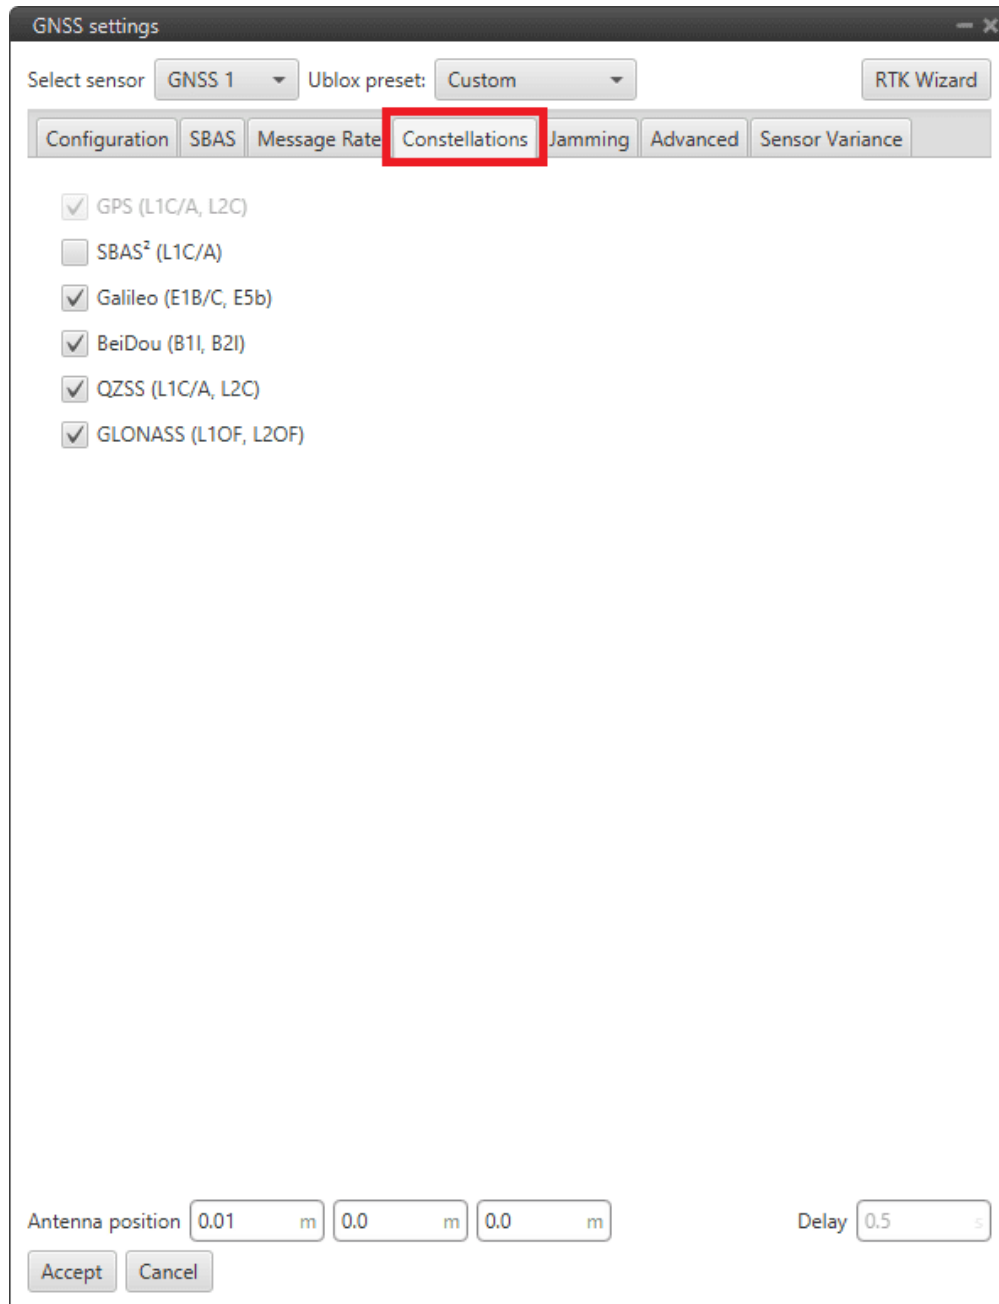 GNSS settings
Select sensor GNSS 1 Ublox preset: Custom RTK Wizard
Configuration SBAS Message Rate Constellations Jamming Advanced Sensor Variance
GPS (L1C/A, L2C)
SBAS² (L1C/A)
Galileo (E1B/C, E5b)
BeiDou (B1I, B2I)
QZSS (L1C/A, L2C)
GLONASS (L1OF, L2OF)
Antenna position 0.01 m 0.0 m 0.0 m Delay 0.5 s
Accept Cancel